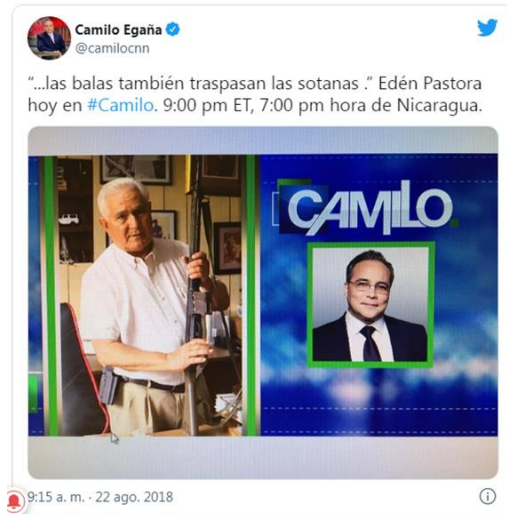 Camilo Egaña
@camilocnn
“...las balas también traspasan las sotanas .” Edén Pastora
hoy en #Camilo. 9:00 pm ET, 7:00 pm hora de Nicaragua.
CAMILO.
9:15 a. m. · 22 ago. 2018